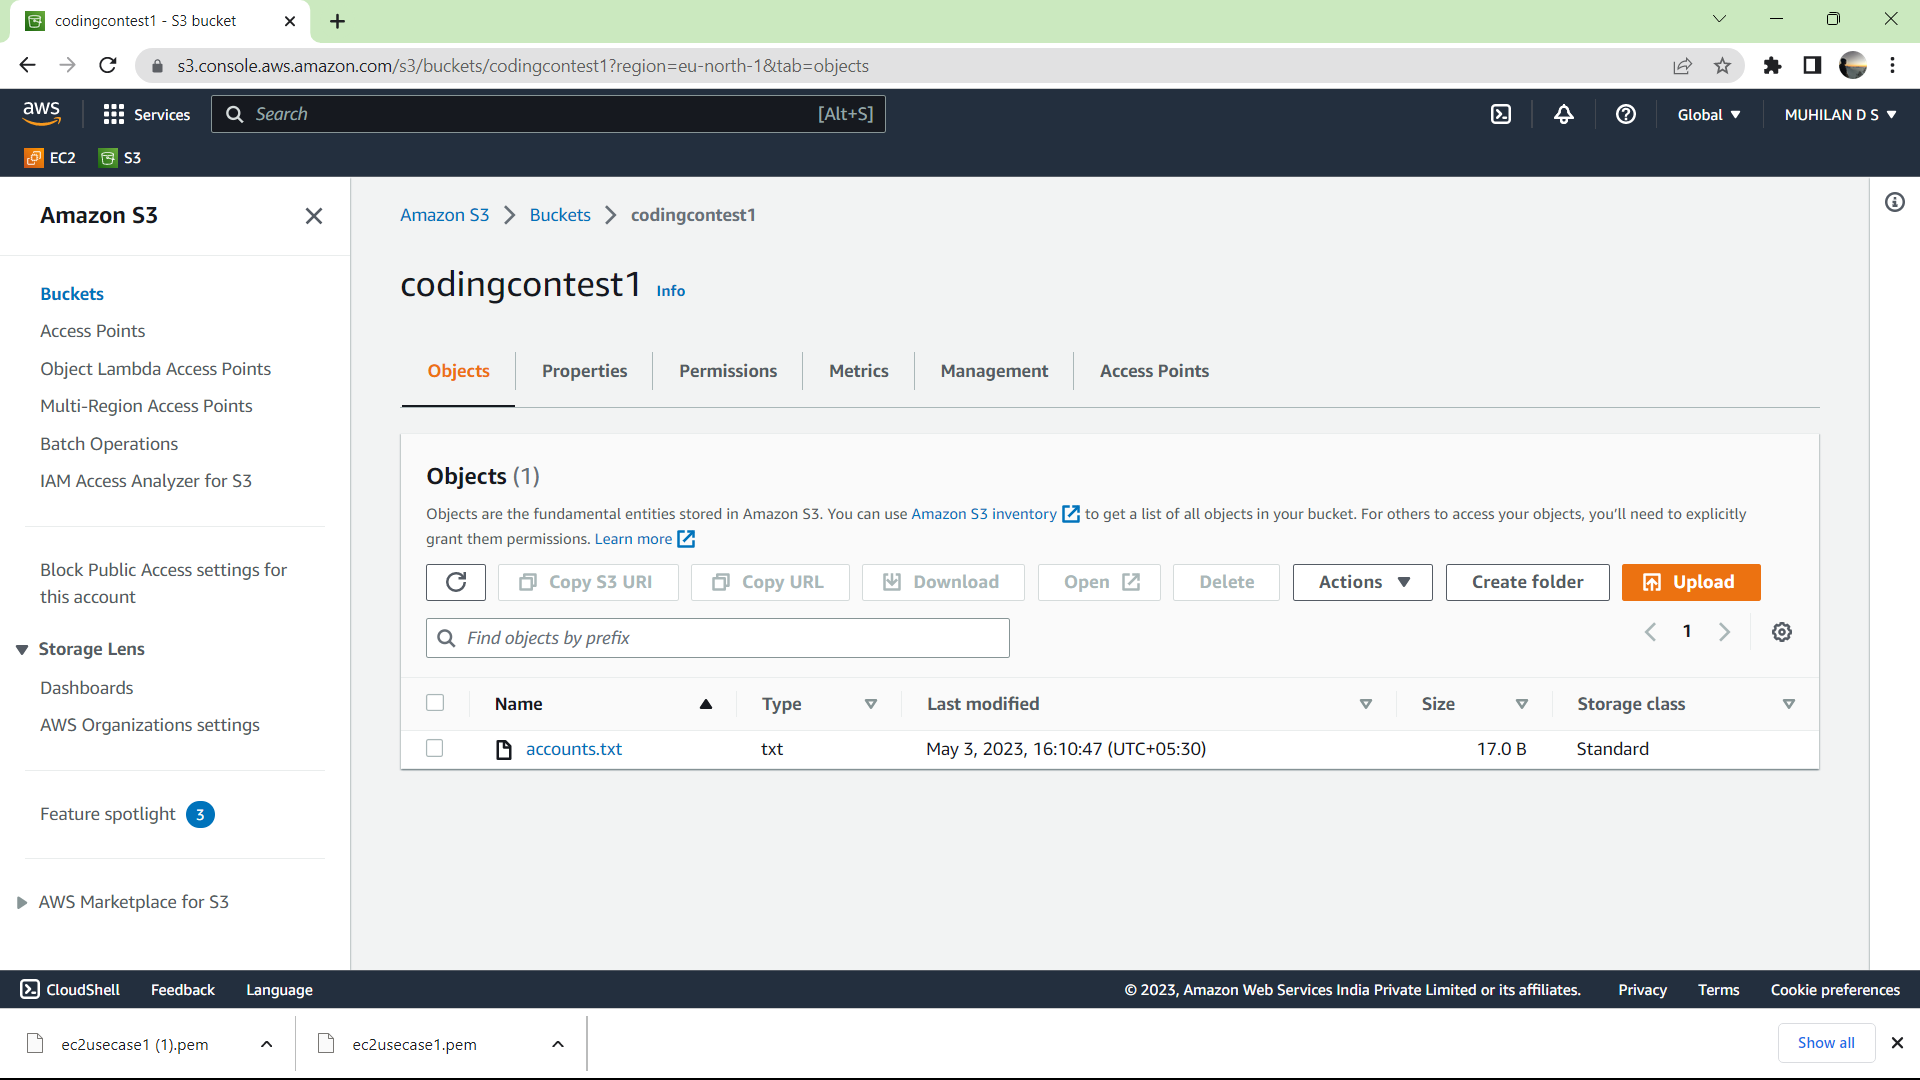 codingcontest1 - S3 bucket
s3.console.aws.amazon.com/s3/buckets/codingcontest1?region=eu-north-1&tab=objects
aws Services Search [Alt+S] Global MUHILAN D S
EC2 S3
Amazon S3
Buckets
Access Points
Object Lambda Access Points
Multi-Region Access Points
Batch Operations
IAM Access Analyzer for S3
Block Public Access settings for
this account
Storage Lens
Dashboards
AWS Organizations settings
Feature spotlight 3
AWS Marketplace for S3
Amazon S3 Buckets codingcontest1
codingcontest1 Info
Objects Properties Permissions Metrics Management Access Points
Objects (1)
Objects are the fundamental entities stored in Amazon S3. You can use Amazon S3 inventory to get a list of all objects in your bucket. For others to access your objects, you'll need to explicitly
grant them permissions. Learn more
Copy S3 URI Copy URL Download Open Delete Actions Create folder Upload
Find objects by prefix 1
Name Type Last modified Size Storage class
accounts.txt txt May 3, 2023, 16:10:47 (UTC+05:30) 17.0 B Standard
CloudShell Feedback Language © 2023, Amazon Web Services India Private Limited or its affiliates. Privacy Terms Cookie preferences
ec2usecase1 (1).pem ec2usecase1.pem Show all